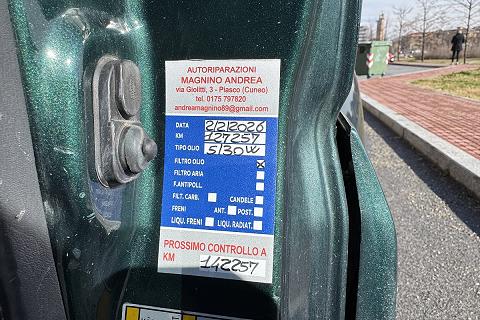 AUTORIPARAZIONI
MAGNINO ANDREA
via Giolitti, 3 - Piasco (Cuneo)
tel. 0175 797820
andreamagnino89@gmail.com
DATA 2/2/2026
KM 127257
TIPO OLIO 5/30W
FILTRO OLIO X
FILTRO ARIA
F.ANTIPOLL.
FILT. CARB. CANDELE
FRENI ANT. POST.
LIQU. FRENI LIQU. RADIAT.
PROSSIMO CONTROLLO A
KM 142257